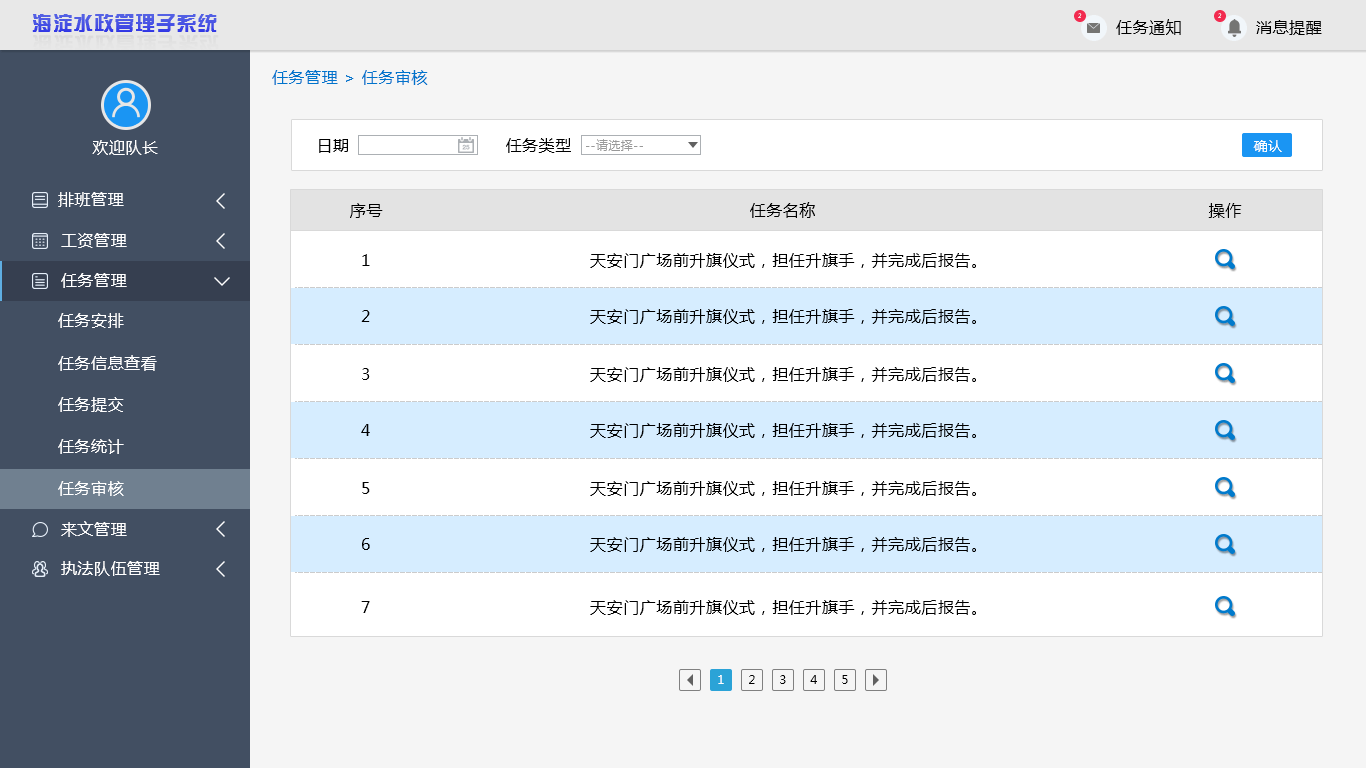 海淀水政管理子系统
2 任务通知 2 消息提醒
任务管理 > 任务审核
欢迎队长
排班管理
工资管理
任务管理
任务安排
任务信息查看
任务提交
任务统计
任务审核
来文管理
执法队伍管理
日期 25 任务类型 --请选择-- 确认
序号 任务名称 操作
1 天安门广场前升旗仪式，担任升旗手，并完成后报告。
2 天安门广场前升旗仪式，担任升旗手，并完成后报告。
3 天安门广场前升旗仪式，担任升旗手，并完成后报告。
4 天安门广场前升旗仪式，担任升旗手，并完成后报告。
5 天安门广场前升旗仪式，担任升旗手，并完成后报告。
6 天安门广场前升旗仪式，担任升旗手，并完成后报告。
7 天安门广场前升旗仪式，担任升旗手，并完成后报告。
1 2 3 4 5